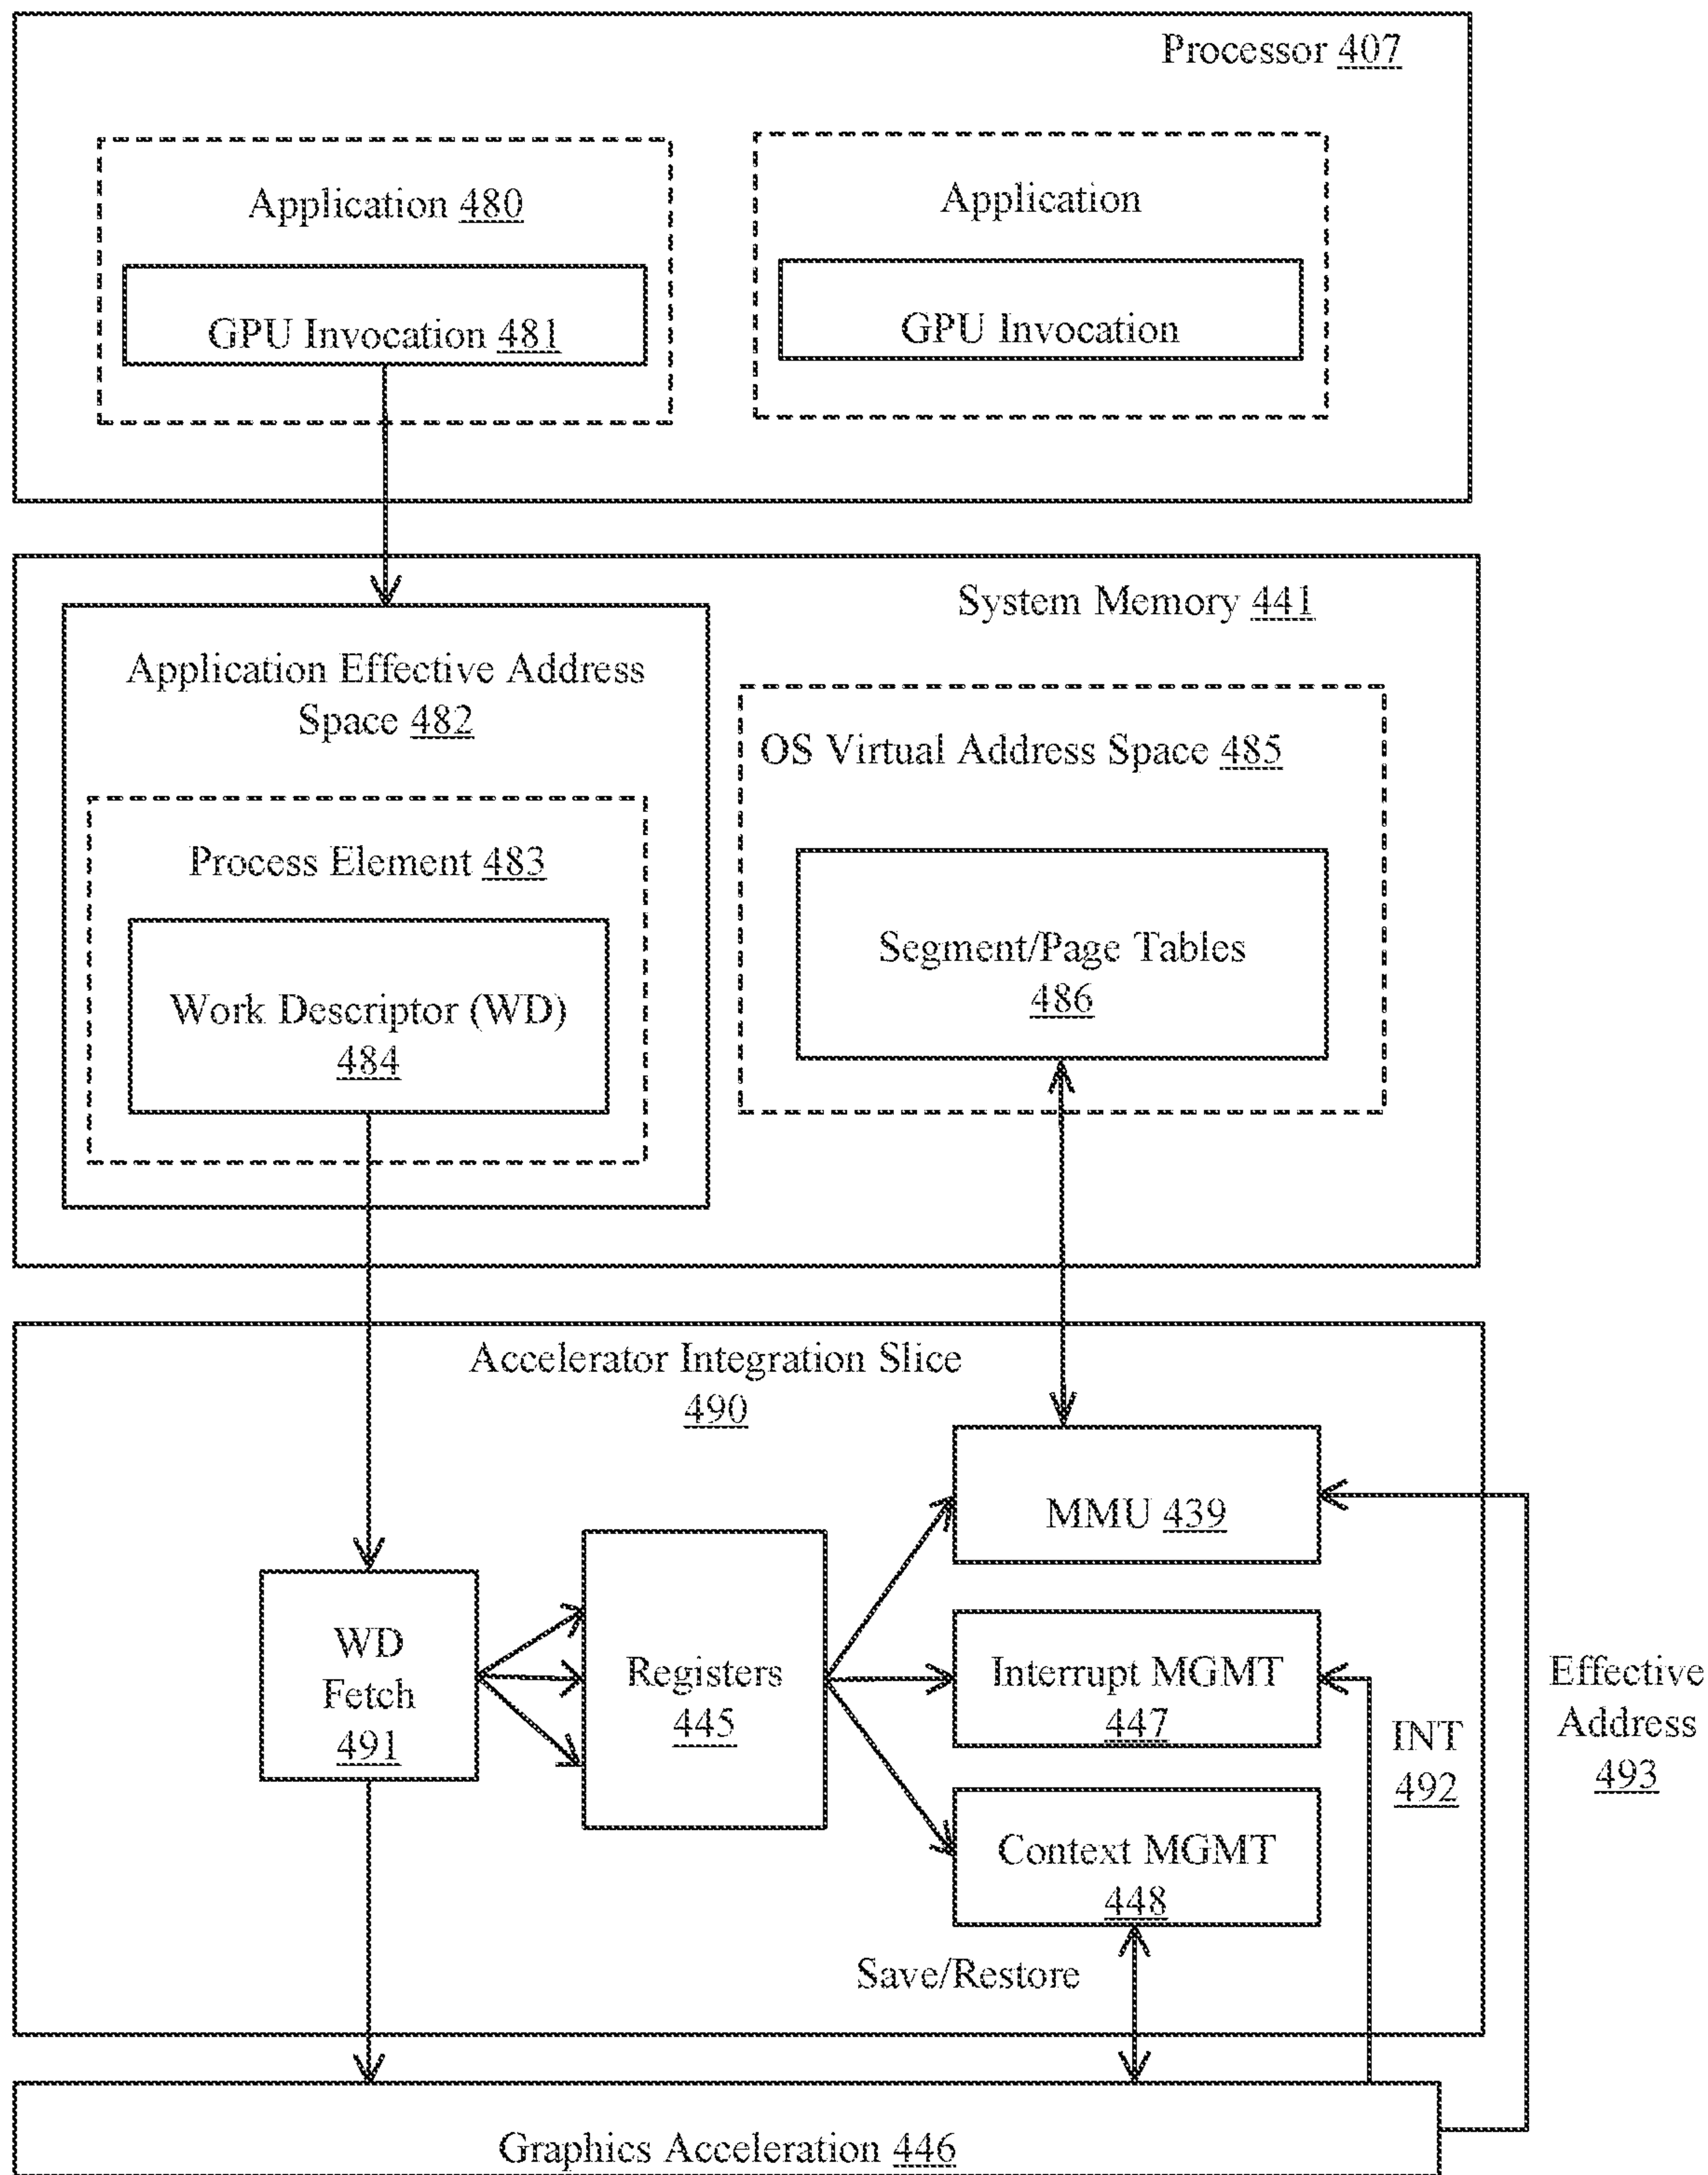 Processor 407
Application 480
Application
GPU Invocation 481
GPU Invocation
System Memory 441
Application Effective Address
Space 482
OS Virtual Address Space 485
Process Element 483
Segment/Page Tables
486
Work Descriptor (WD)
484
Accelerator Integration Slice
490
MMU 439
WD
Fetch
491
Registers
445
Interrupt MGMT
447
Effective
Address
493
INT
492
Context MGMT
448
Save/Restore
Graphics Acceleration 446